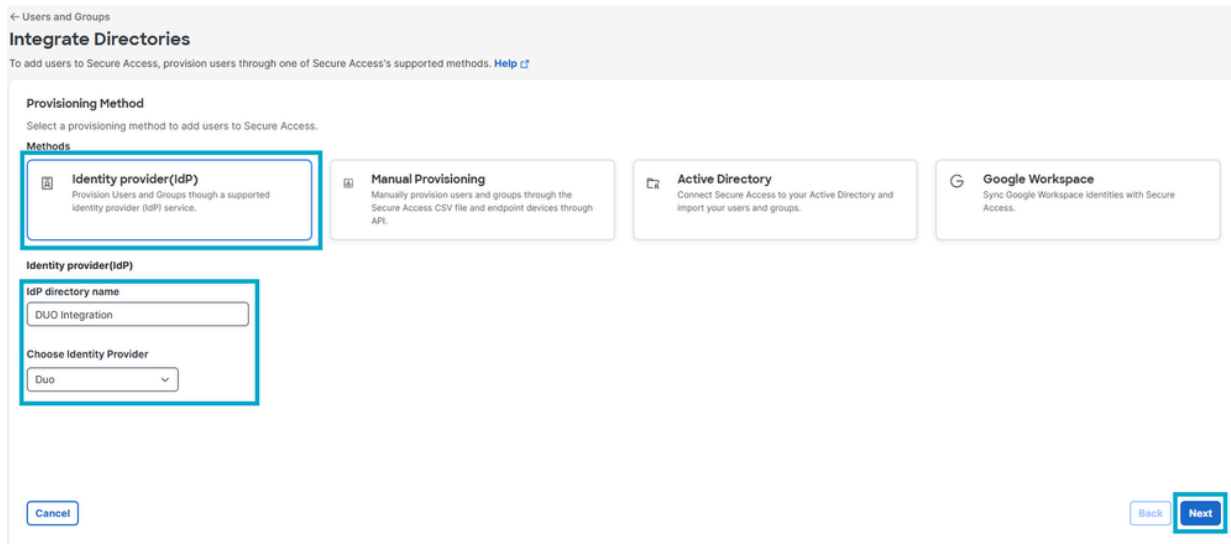 ← Users and Groups
Integrate Directories
To add users to Secure Access, provision users through one of Secure Access's supported methods. Help
Provisioning Method
Select a provisioning method to add users to Secure Access.
Methods
Identity provider(IdP)
Provision Users and Groups though a supported
identity provider (IdP) service.
Manual Provisioning
Manually provision users and groups through the
Secure Access CSV file and endpoint devices through
API.
Active Directory
Connect Secure Access to your Active Directory and
import your users and groups.
Google Workspace
Sync Google Workspace identities with Secure
Access.
Identity provider(IdP)
IdP directory name
DUO Integration
Choose Identity Provider
Duo
Cancel
Back
Next